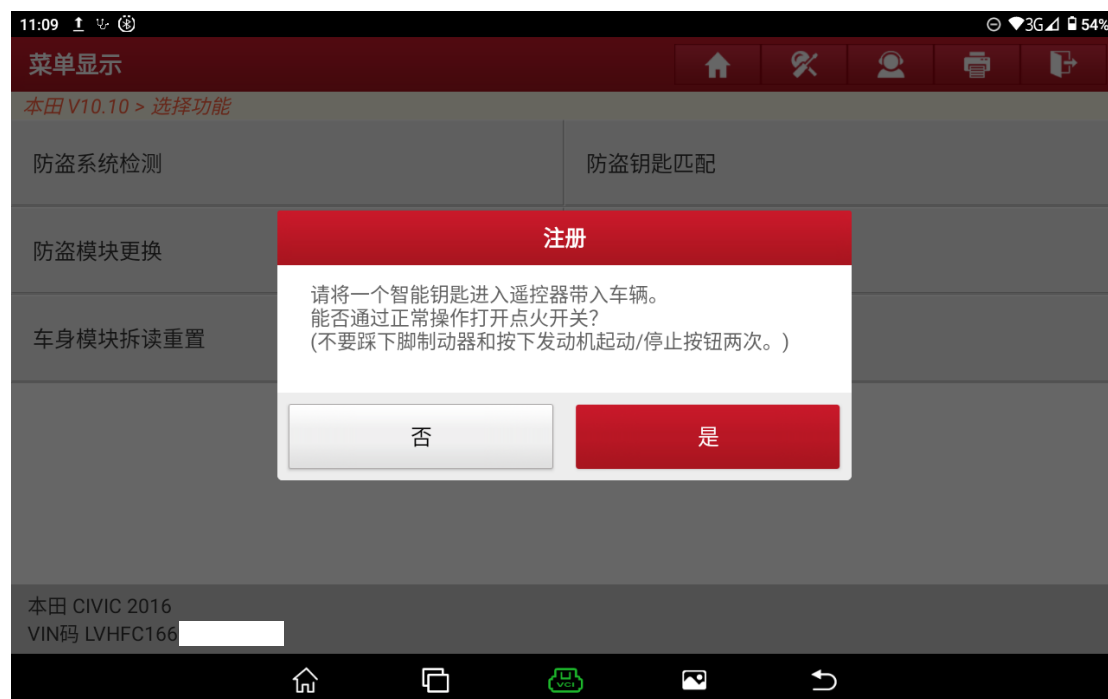 11:09 3G 54%
菜单显示
本田 V10.10 > 选择功能
防盗系统检测 防盗钥匙匹配
防盗模块更换
车身模块拆读重置
注册
请将一个智能钥匙进入遥控器带入车辆。
能否通过正常操作打开点火开关?
(不要踩下脚制动器和按下发动机起动/停止按钮两次。)
否 是
本田 CIVIC 2016
VIN码 LVHFC166
VCI